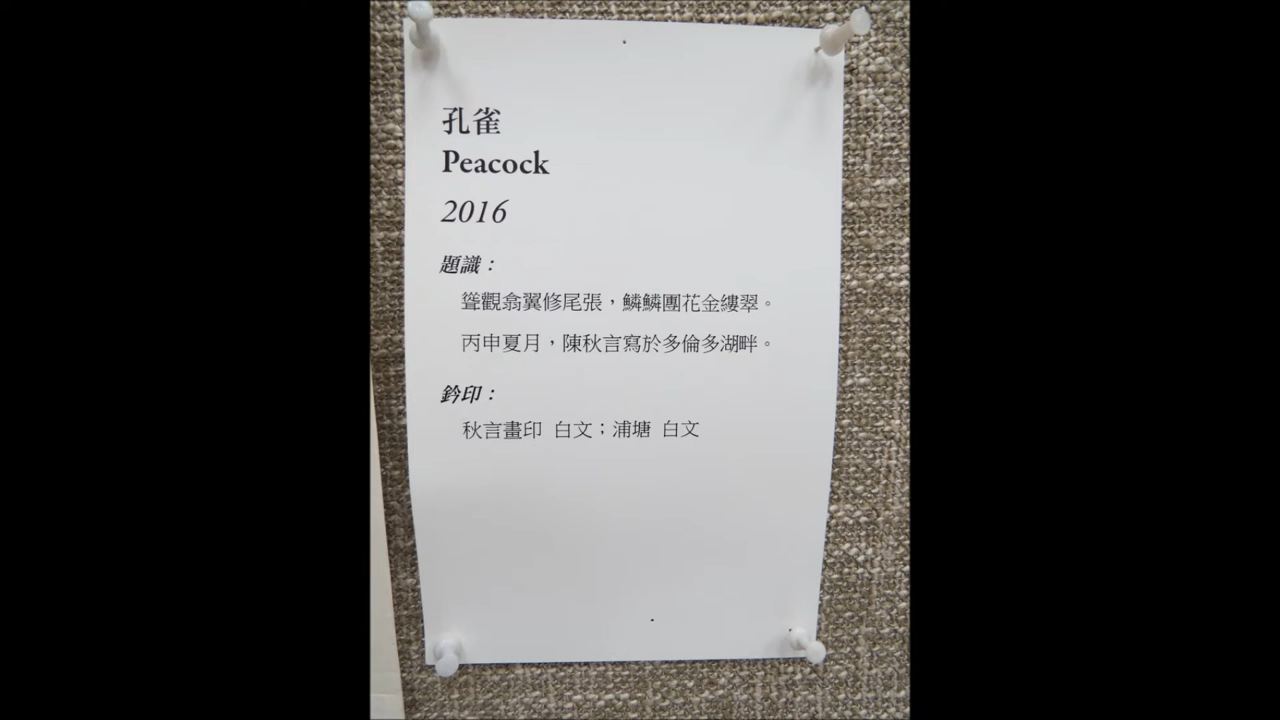 孔雀
Peacock
2016
題識：
聳觀翕翼修尾張，鱗鱗團花金縷翠。
丙申夏月，陳秋言寫於多倫多湖畔。
鈐印：
秋言畫印 白文；浦塘 白文